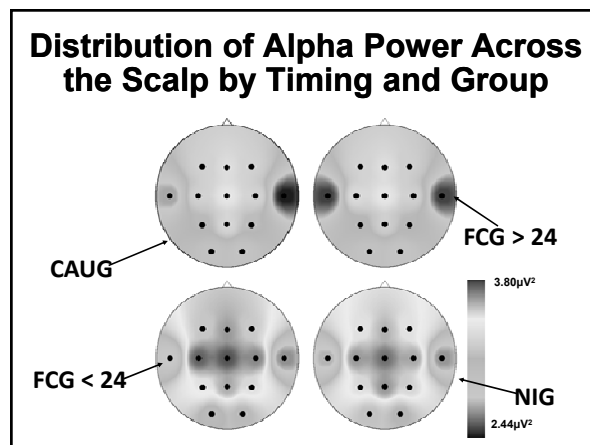 Distribution of Alpha Power Across
the Scalp by Timing and Group
CAUG
FCG > 24
3.80µV²
FCG < 24
NIG
2.44µV²